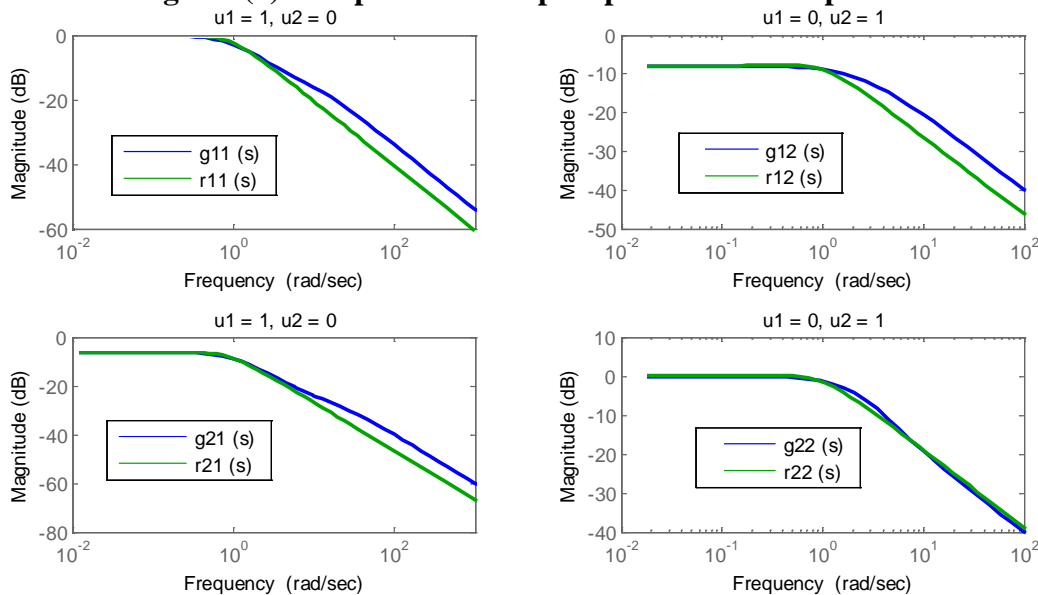 u1 = 1, u2 = 0
Magnitude (dB)
0
-20
-40
-60
g11 (s)
r11 (s)
10^-2
10^0
10^2
Frequency (rad/sec)
u1 = 0, u2 = 1
Magnitude (dB)
0
-10
-20
-30
-40
-50
g12 (s)
r12 (s)
10^-2
10^-1
10^0
10^1
10^2
Frequency (rad/sec)
u1 = 1, u2 = 0
Magnitude (dB)
0
-20
-40
-60
-80
g21 (s)
r21 (s)
10^-2
10^0
10^2
Frequency (rad/sec)
u1 = 0, u2 = 1
Magnitude (dB)
10
0
-10
-20
-30
-40
g22 (s)
r22 (s)
10^-2
10^-1
10^0
10^1
10^2
Frequency (rad/sec)